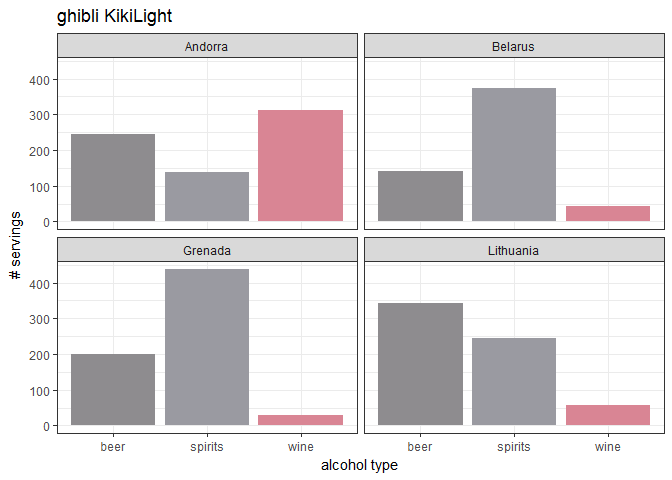 ghibli KikiLight
Andorra
Belarus
400
300
200
100
0
Grenada
Lithuania
400
300
200
100
0
# servings
beer spirits wine
beer spirits wine
alcohol type